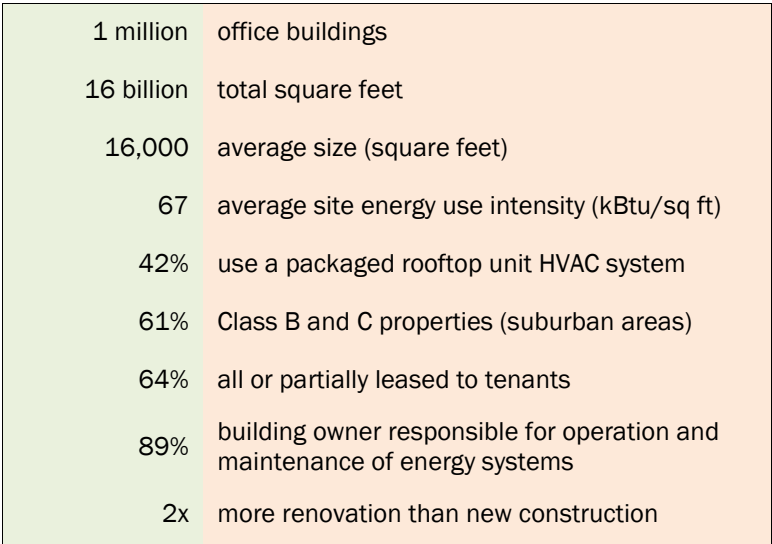 1 million office buildings
16 billion total square feet
16,000 average size (square feet)
67 average site energy use intensity (kBtu/sq ft)
42% use a packaged rooftop unit HVAC system
61% Class B and C properties (suburban areas)
64% all or partially leased to tenants
89% building owner responsible for operation and
maintenance of energy systems
2x more renovation than new construction